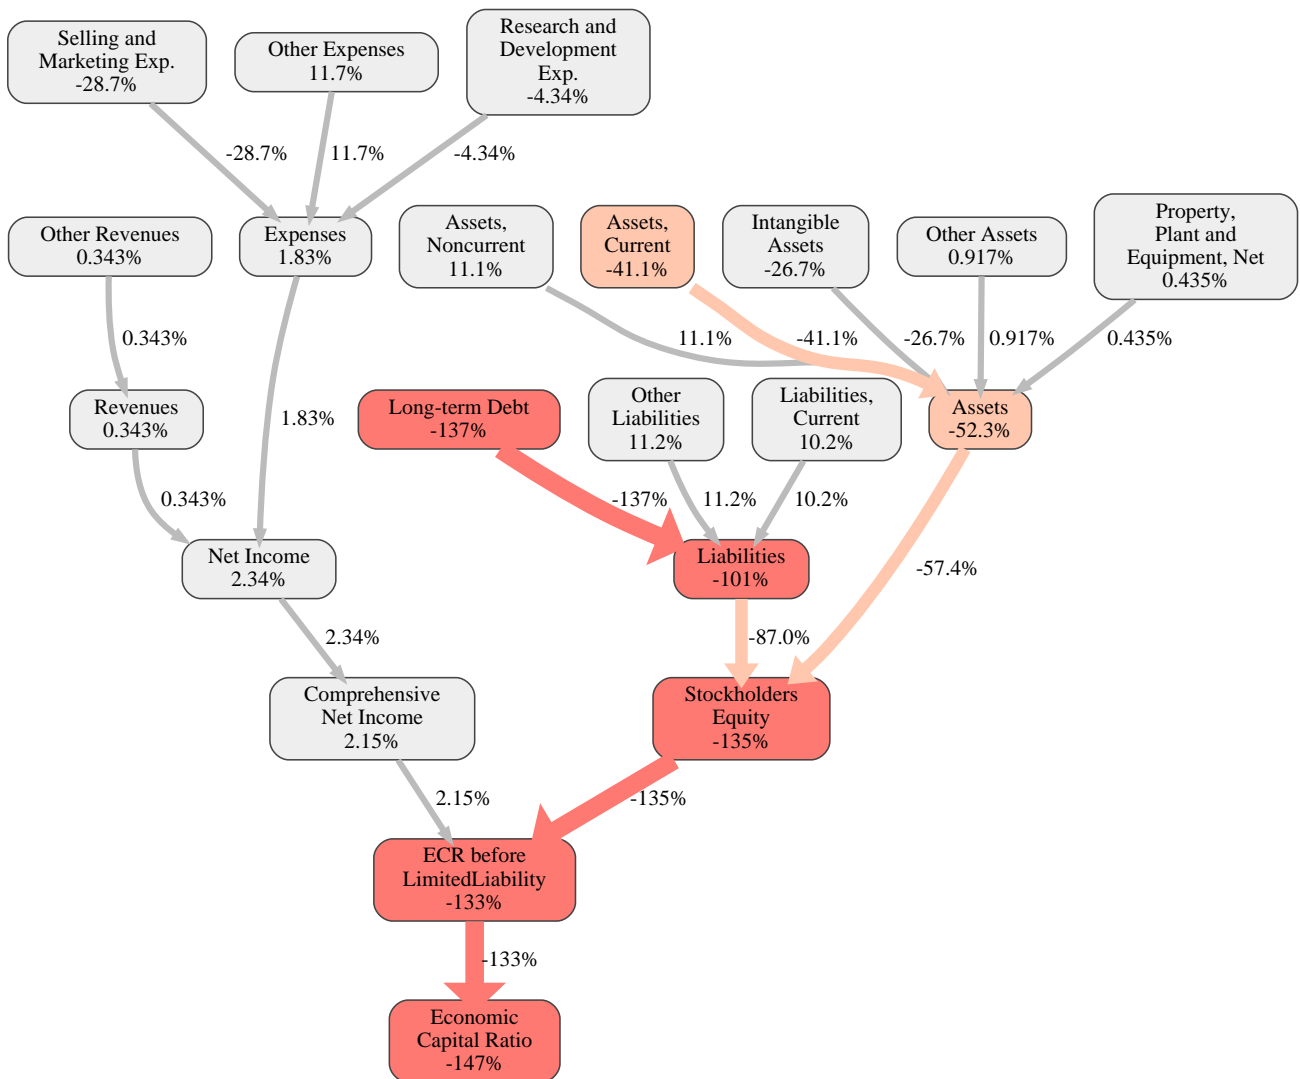 Selling and
Marketing Exp.
-28.7%
Other Expenses
11.7%
Research and
Development
Exp.
-4.34%
-28.7%
11.7%
-4.34%
Other Revenues
0.343%
Expenses
1.83%
Assets,
Noncurrent
11.1%
Assets,
Current
-41.1%
Intangible
Assets
-26.7%
Other Assets
0.917%
Property,
Plant and
Equipment, Net
0.435%
0.343%
11.1%
-41.1%
-26.7%
0.917%
0.435%
Revenues
0.343%
1.83%
Long-term Debt
-137%
Other
Liabilities
11.2%
Liabilities,
Current
10.2%
Assets
-52.3%
0.343%
-137%
11.2%
10.2%
Net Income
2.34%
Liabilities
-101%
-57.4%
2.34%
-87.0%
Comprehensive
Net Income
2.15%
Stockholders
Equity
-135%
2.15%
-135%
ECR before
LimitedLiability
-133%
-133%
Economic
Capital Ratio
-147%